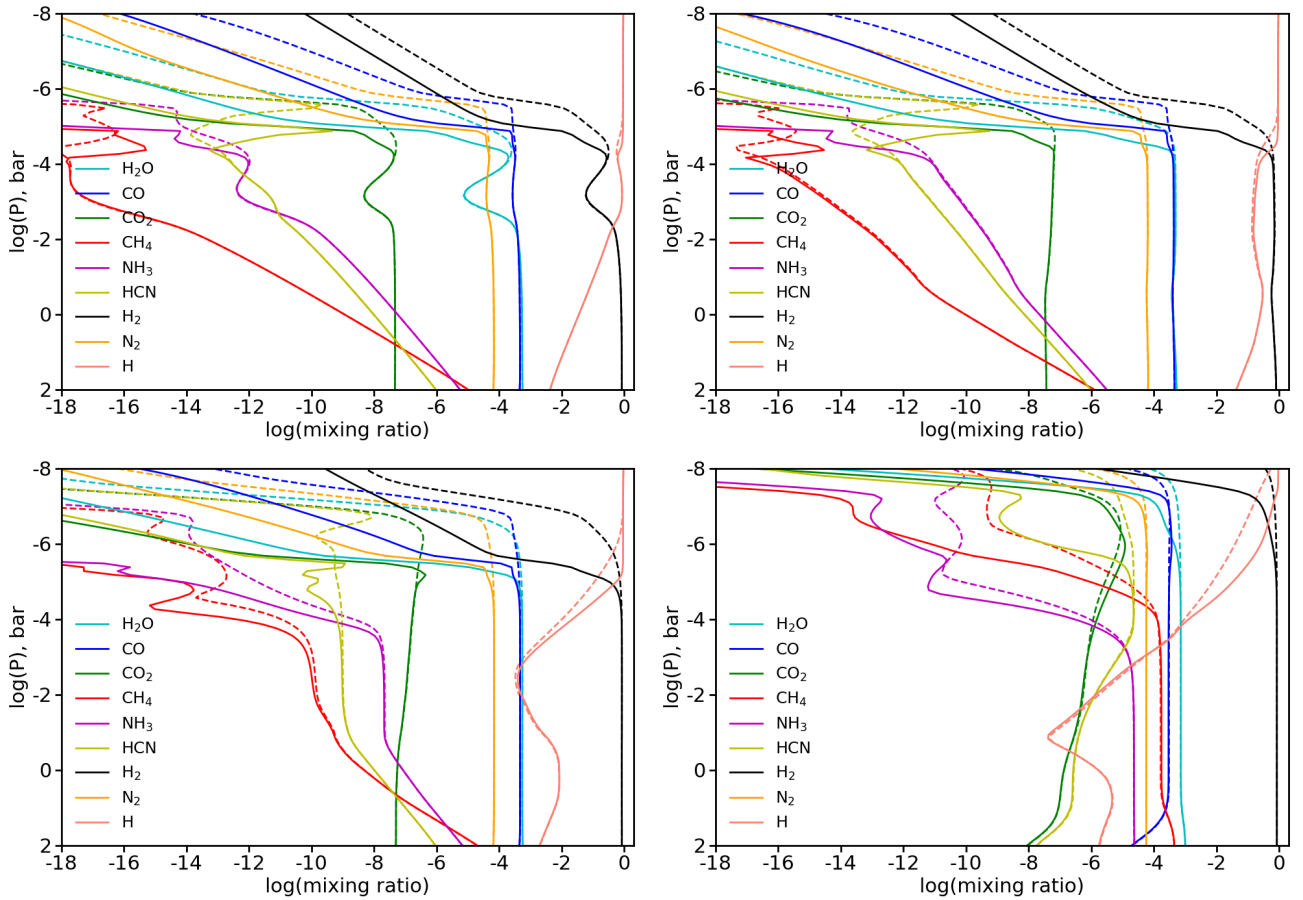 -8
-6
-4
-2
0
2
log(P), bar
H₂O
CO
CO₂
CH₄
NH₃
HCN
H₂
N₂
H
-18 -16 -14 -12 -10 -8 -6 -4 -2 0
log(mixing ratio)
-8
-6
-4
-2
0
2
log(P), bar
H₂O
CO
CO₂
CH₄
NH₃
HCN
H₂
N₂
H
-18 -16 -14 -12 -10 -8 -6 -4 -2 0
log(mixing ratio)
-8
-6
-4
-2
0
2
log(P), bar
H₂O
CO
CO₂
CH₄
NH₃
HCN
H₂
N₂
H
-18 -16 -14 -12 -10 -8 -6 -4 -2 0
log(mixing ratio)
-8
-6
-4
-2
0
2
log(P), bar
H₂O
CO
CO₂
CH₄
NH₃
HCN
H₂
N₂
H
-18 -16 -14 -12 -10 -8 -6 -4 -2 0
log(mixing ratio)